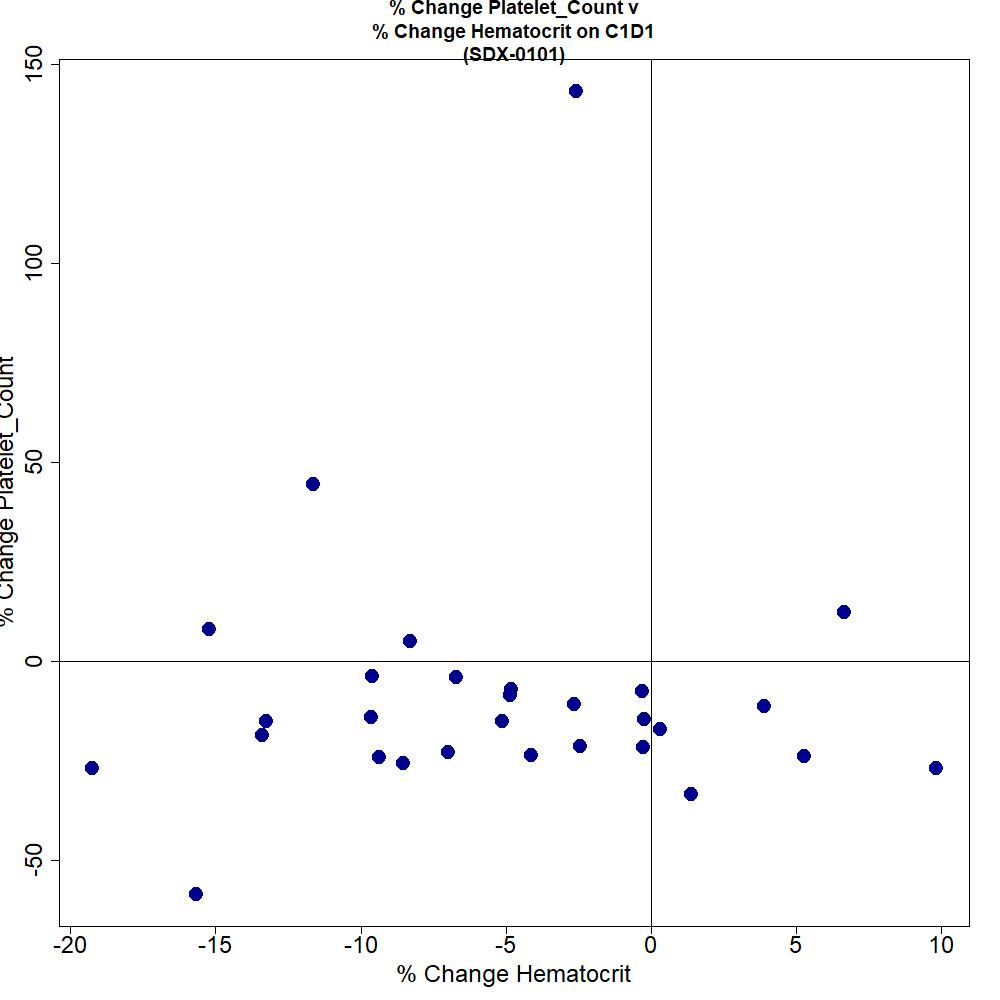 % Change Platelet_Count v
% Change Hematocrit on C1D1
(SDX-0101)
150
100
50
0
-50
% Change Platelet_Count
-20 -15 -10 -5 0 5 10
% Change Hematocrit